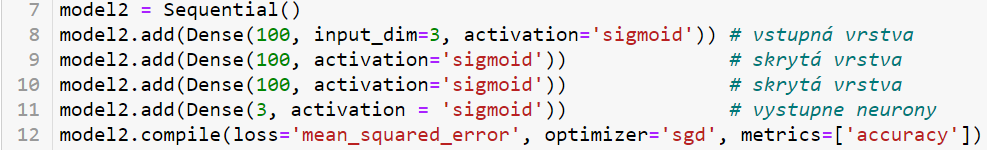 7 model2 = Sequential()
8 model2.add(Dense(100, input_dim=3, activation='sigmoid')) # vstupná vrstva
9 model2.add(Dense(100, activation='sigmoid')) # skrytá vrstva
10 model2.add(Dense(100, activation='sigmoid')) # skrytá vrstva
11 model2.add(Dense(3, activation = 'sigmoid')) # vystupne neurony
12 model2.compile(loss='mean_squared_error', optimizer='sgd', metrics=['accuracy'])